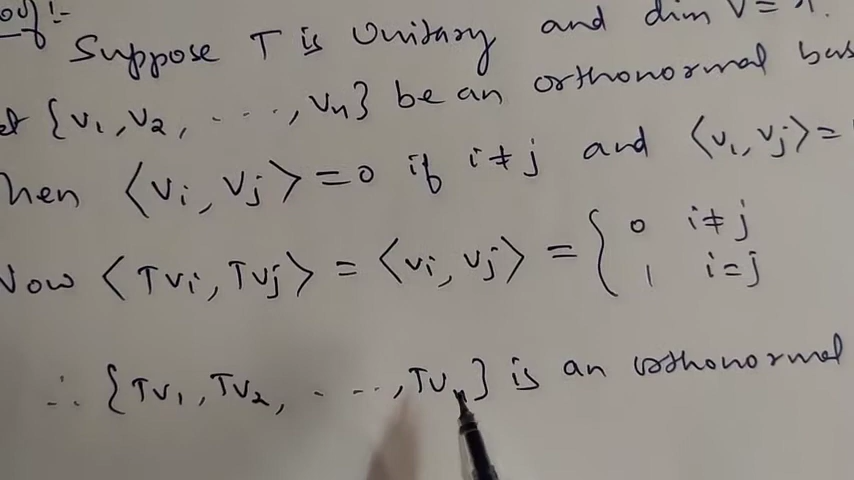 Suppose T is Unitary and dim V =
{v₁, v₂, ..., vₙ} be an orthonormal
⟨vᵢ, vⱼ⟩ = 0 if i ≠ j and ⟨vᵢ, vⱼ⟩ =
Now ⟨Tvᵢ, Tvⱼ⟩ = ⟨vᵢ, vⱼ⟩ = { 0 i ≠ j
1 i = j
∴ {Tv₁, Tv₂, ..., Tvₙ} is an orthonormal